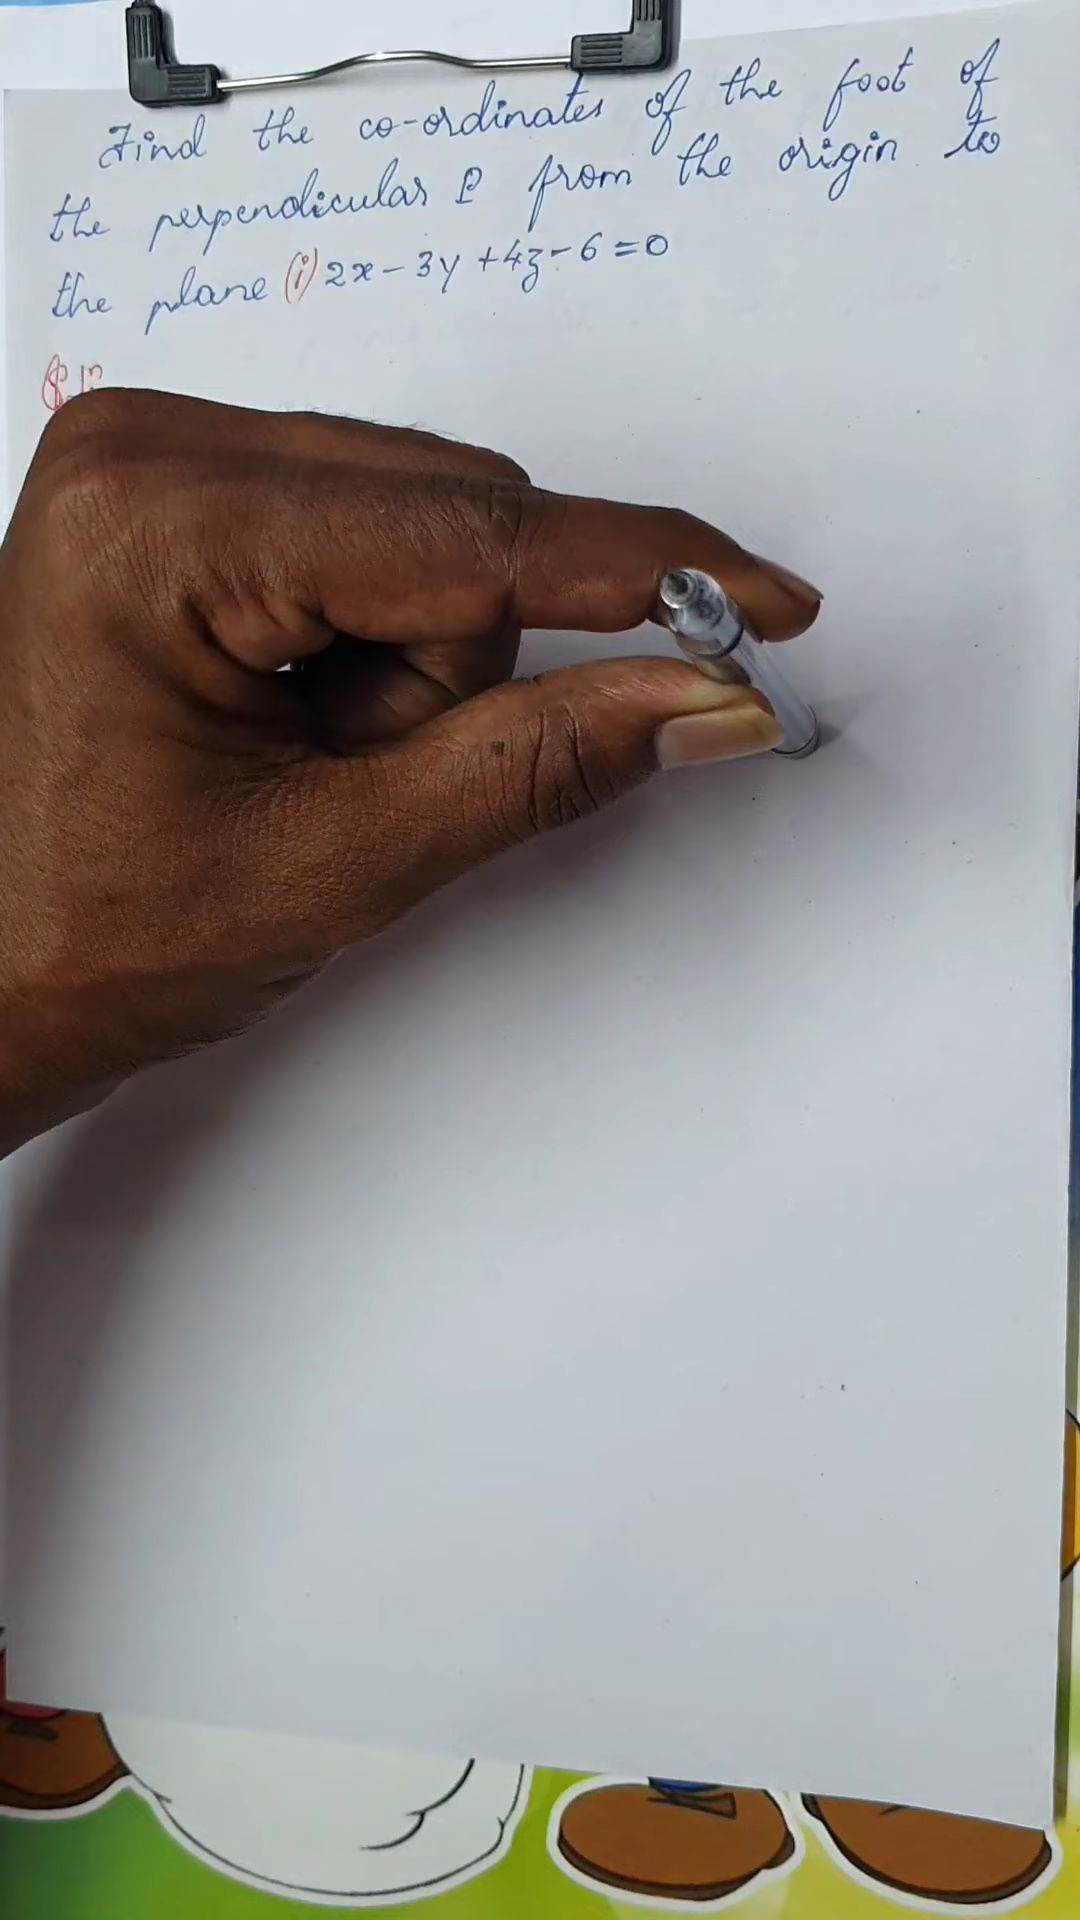 Find the co-ordinates of the foot of
the perpendicular P from the origin to
the plane (i) 2x - 3y + 4z - 6 = 0